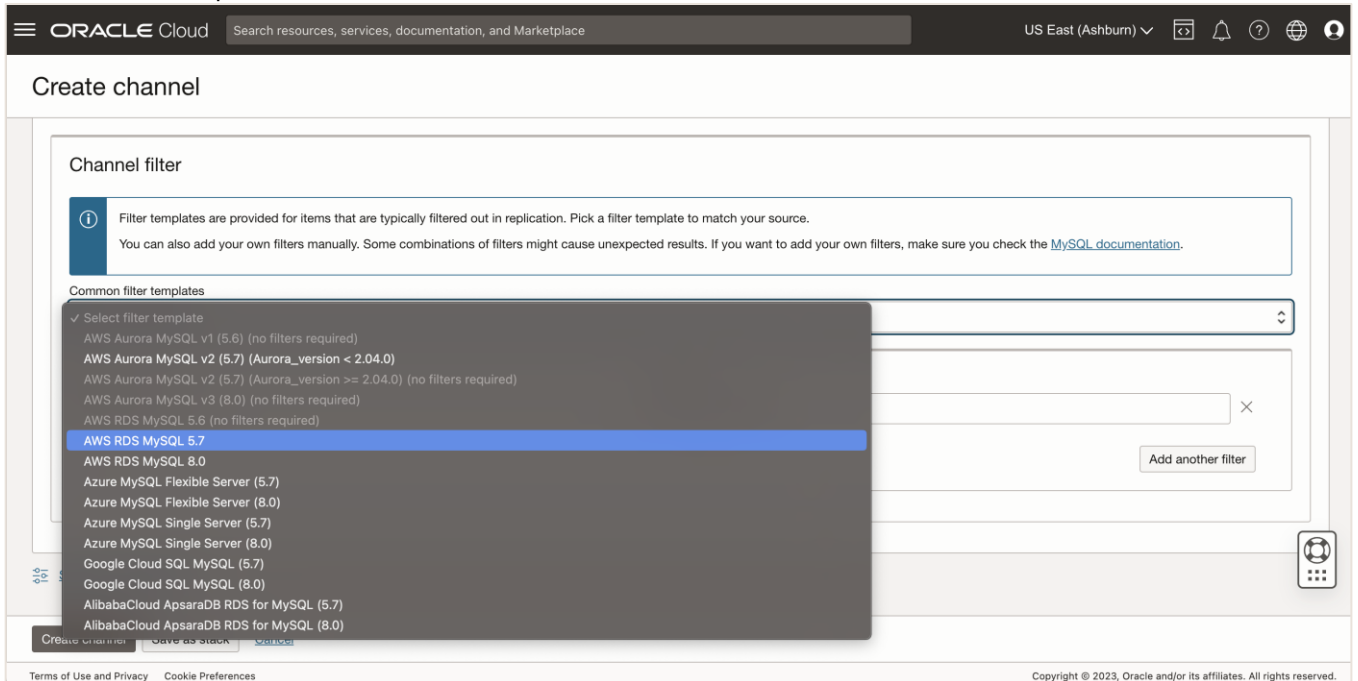 ORACLE Cloud
Search resources, services, documentation, and Marketplace
US East (Ashburn)
Create channel
Channel filter
Filter templates are provided for items that are typically filtered out in replication. Pick a filter template to match your source.
You can also add your own filters manually. Some combinations of filters might cause unexpected results. If you want to add your own filters, make sure you check the MySQL documentation.
Common filter templates
✓ Select filter template
AWS Aurora MySQL v1 (5.6) (no filters required)
AWS Aurora MySQL v2 (5.7) (Aurora_version < 2.04.0)
AWS Aurora MySQL v2 (5.7) (Aurora_version >= 2.04.0) (no filters required)
AWS Aurora MySQL v3 (8.0) (no filters required)
AWS RDS MySQL 5.6 (no filters required)
AWS RDS MySQL 5.7
AWS RDS MySQL 8.0
Add another filter
Azure MySQL Flexible Server (5.7)
Azure MySQL Flexible Server (8.0)
Azure MySQL Single Server (5.7)
Azure MySQL Single Server (8.0)
Google Cloud SQL MySQL (5.7)
Google Cloud SQL MySQL (8.0)
AlibabaCloud ApsaraDB RDS for MySQL (5.7)
AlibabaCloud ApsaraDB RDS for MySQL (8.0)
Create channel Save as stack Cancel
Terms of Use and Privacy Cookie Preferences
Copyright © 2023, Oracle and/or its affiliates. All rights reserved.